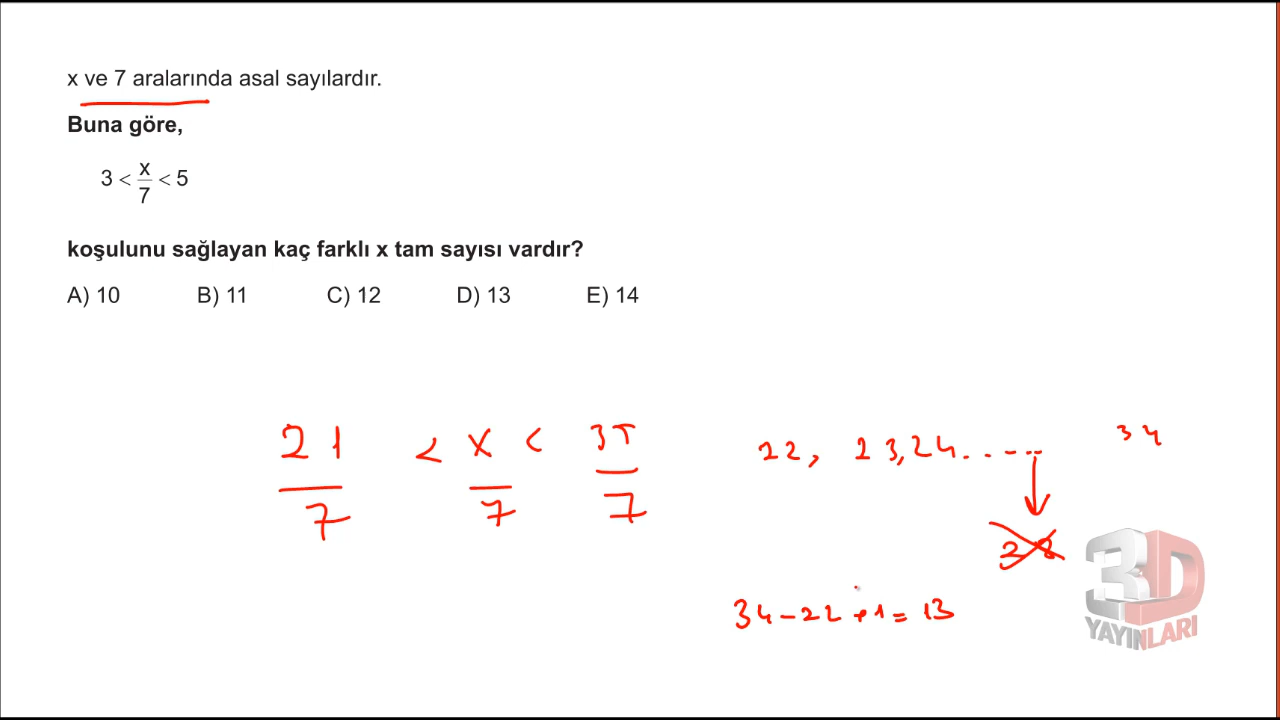 x ve 7 aralarında asal sayılardır.
Buna göre,
3 < x/7 < 5
koşulunu sağlayan kaç farklı x tam sayısı vardır?
A) 10 B) 11 C) 12 D) 13 E) 14
21/7 < x/7 < 35/7
22, 23,24..--- 34
28
34-22+1=13
3D
YAYINLARI